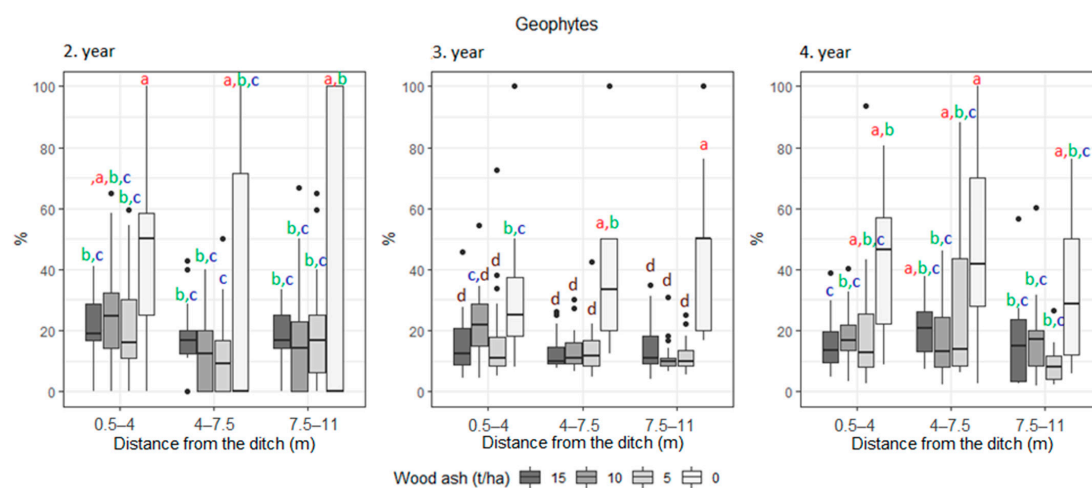 Geophytes
2. year
3. year
4. year
a
a,b,c
a,b
,a,b,c
b,c
b,c
b,c
b,c
c
b,c
b,c
b,c
100
80
60
40
20
0
%
0.5–4
4–7.5
7.5–11
Distance from the ditch (m)
a
a,b
b,c
d
c,d
d
d
d
d
d
d
d
100
80
60
40
20
0
%
0.5–4
4–7.5
7.5–11
Distance from the ditch (m)
a
a,b,c
a,b
a,b,c
a,b,c
b,c
c
b,c
a,b,c
b,c
b,c
b,c
100
80
60
40
20
0
%
0.5–4
4–7.5
7.5–11
Distance from the ditch (m)
Wood ash (t/ha) 15 10 5 0